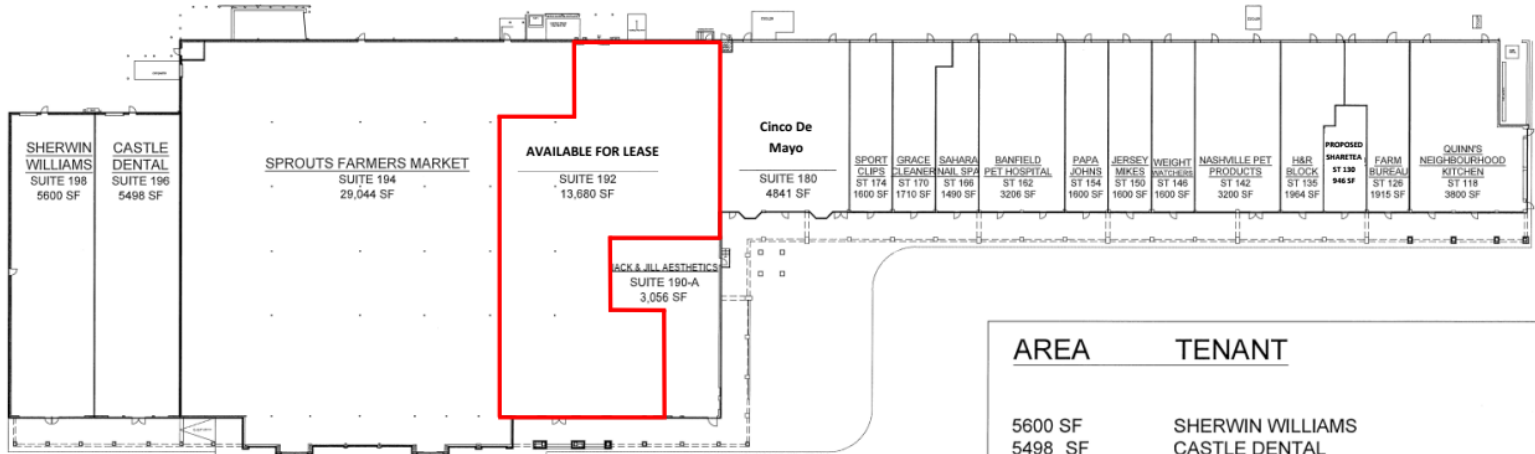 SHERWIN
WILLIAMS
SUITE 198
5600 SF
CASTLE
DENTAL
SUITE 196
5498 SF
SPROUTS FARMERS MARKET
SUITE 194
29,044 SF
AVAILABLE FOR LEASE
SUITE 192
13,680 SF
JACK & JILL AESTHETICS
SUITE 190-A
3,056 SF
Cinco De
Mayo
SUITE 180
4841 SF
SPORT
CLIPS
ST 174
1600 SF
GRACE
CLEANER
ST 170
1710 SF
SAHARA
NAIL SPA
ST 166
1490 SF
BANFIELD
PET HOSPITAL
ST 162
3206 SF
PAPA
JOHNS
ST 154
1600 SF
JERSEY
MIKES
ST 150
1600 SF
WEIGHT
WATCHERS
ST 146
1600 SF
NASHVILLE PET
PRODUCTS
ST 142
3200 SF
H&R
BLOCK
ST 135
1964 SF
PROPOSED
SHARETEA
ST 130
946 SF
FARM
BUREAU
ST 126
1915 SF
QUINN'S
NEIGHBOURHOOD
KITCHEN
ST 118
3800 SF
AREA TENANT
5600 SF SHERWIN WILLIAMS
5498 SF CASTLE DENTAL